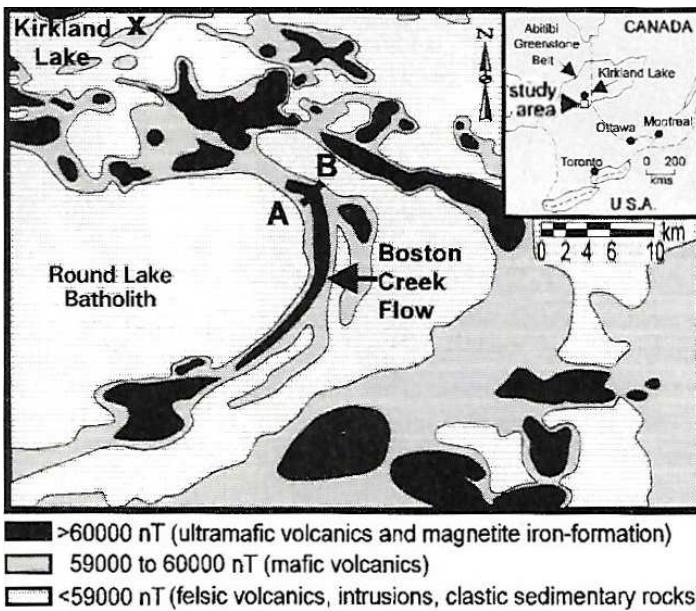 Kirkland X
Lake
N
A
B
Boston
Creek
Flow
Round Lake
Batholith
CANADA
Abitibi
Greenstone
Belt
Kirkland Lake
study
area
Ottawa
Montreal
Toronto
0 200
kms
U S.A.
km
0 2 4 6 8 10
>60000 nT (ultramafic volcanics and magnetite iron-formation)
59000 to 60000 nT (mafic volcanics)
<59000 nT (felsic volcanics, intrusions, clastic sedimentary rocks